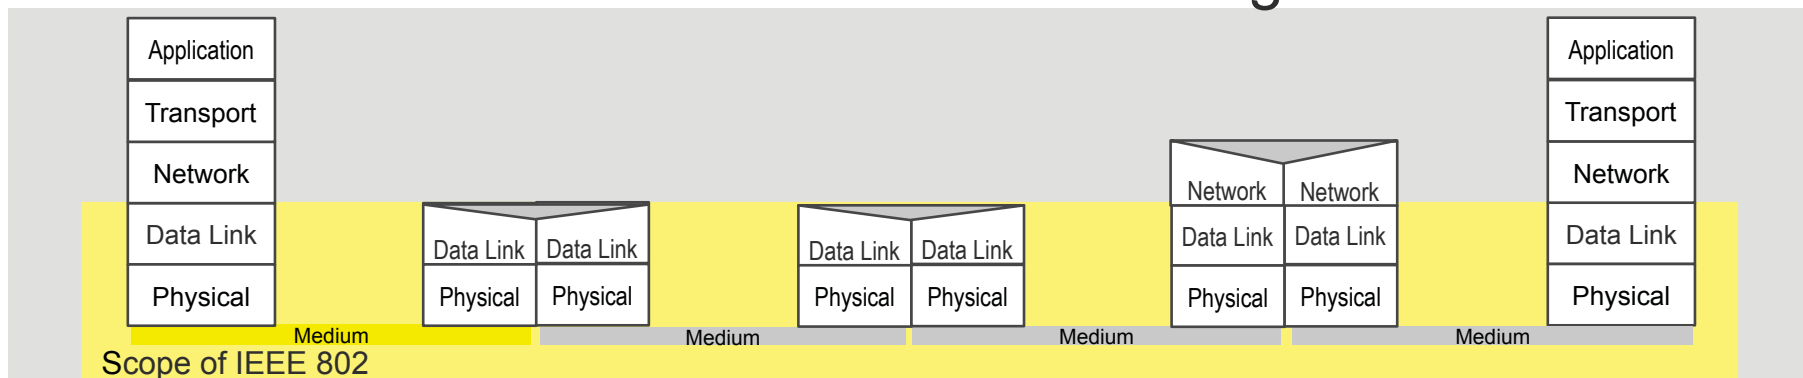 Application Application
Transport Transport
Network Network
Network Network
Data Link Data Link Data Link Data Link Data Link Data Link Data Link Data Link
Physical Physical Physical Physical Physical Physical Physical Physical
Medium Medium Medium Medium
Scope of IEEE 802